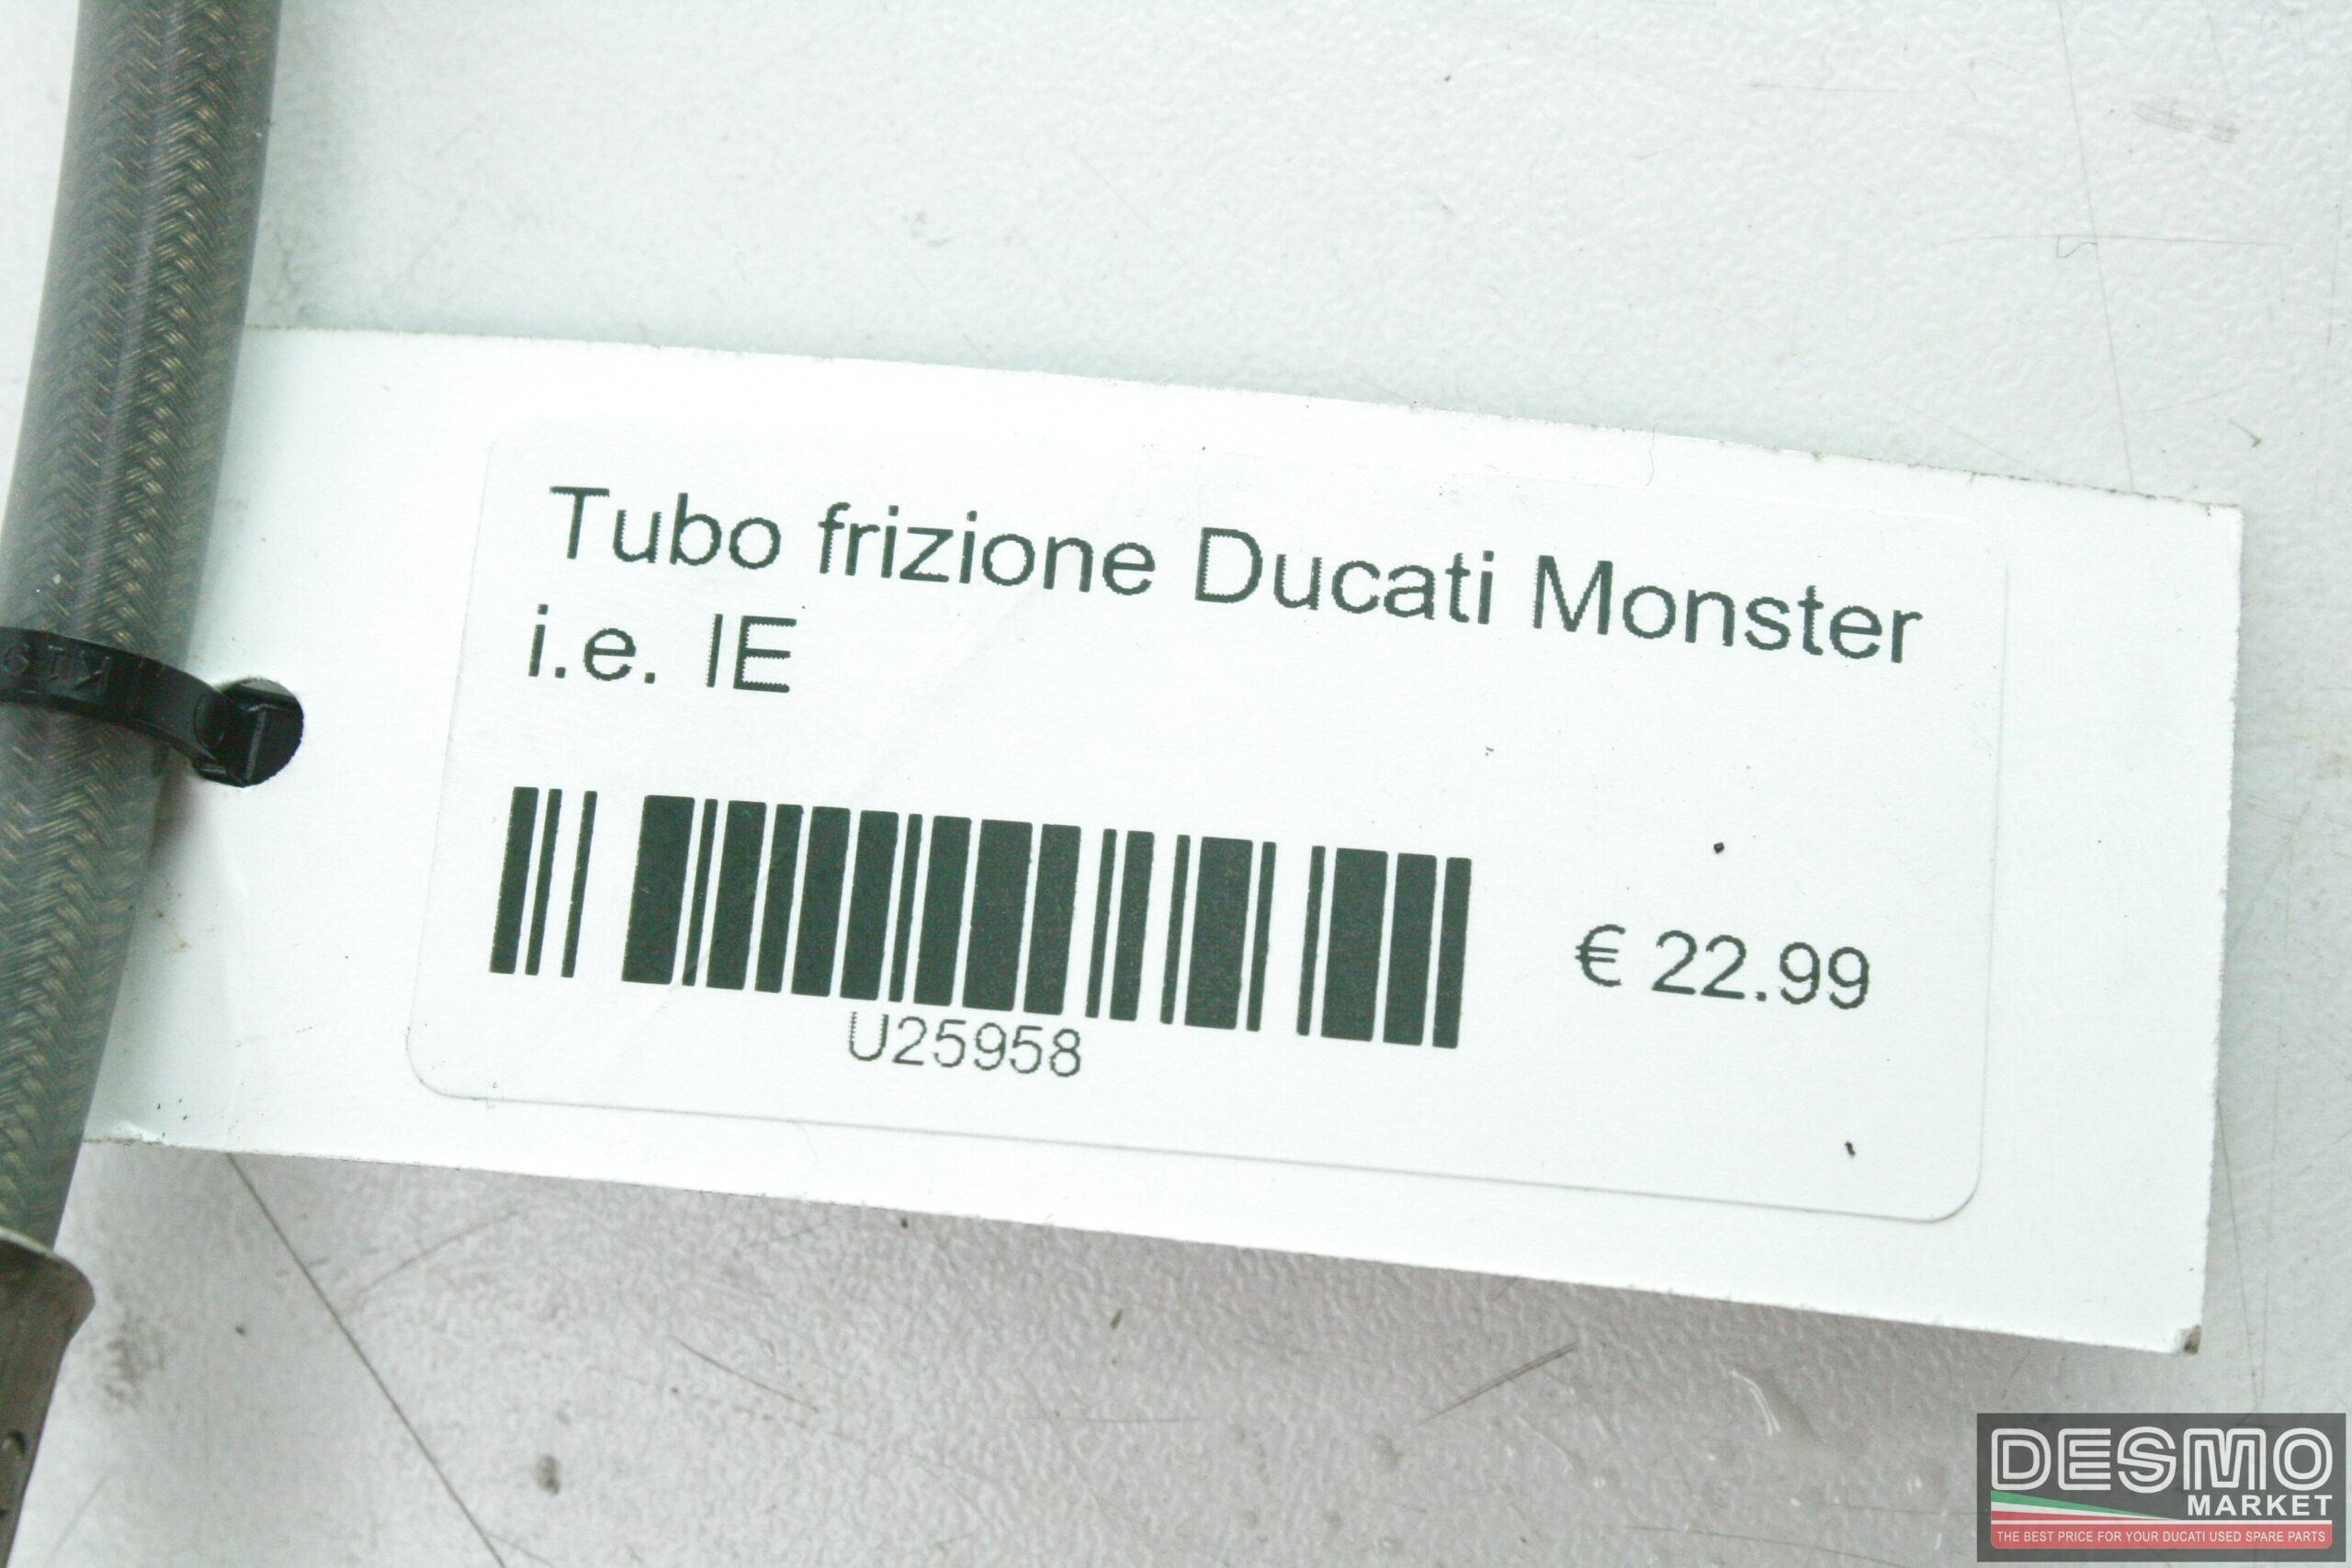 Tubo frizione Ducati Monster
i.e. IE
€ 22.99
U25958
DESMO
MARKET
THE BEST PRICE FOR YOUR DUCATI USED SPARE PARTS